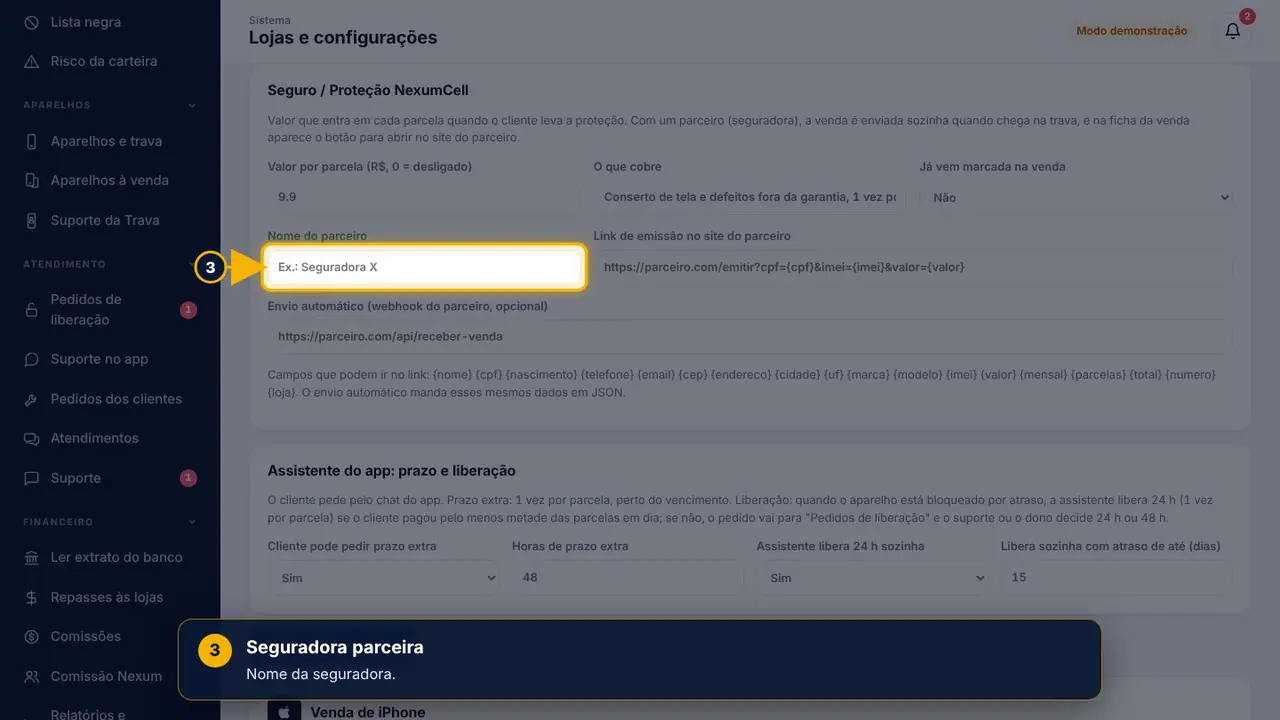 Lista negra
Risco da carteira
APARELHOS
Aparelhos e trava
Aparelhos à venda
Suporte da Trava
ATENDIMENTO
Pedidos de
liberação
1
Suporte no app
Pedidos dos clientes
Atendimentos
Suporte
1
FINANCEIRO
Ler extrato do banco
Repasses às lojas
Comissões
Comissão Nexum
Relatórios e
Sistema
Lojas e configurações
Modo demonstração
2
Seguro / Proteção NexumCell
Valor que entra em cada parcela quando o cliente leva a proteção. Com um parceiro (seguradora), a venda é enviada sozinha quando chega na trava, e na ficha da venda
aparece o botão para abrir no site do parceiro.
Valor por parcela (R$, 0 = desligado)
O que cobre
Já vem marcada na venda
9.9
Conserto de tela e defeitos fora da garantia, 1 vez po
Não
Nome do parceiro
Link de emissão no site do parceiro
3
Ex.: Seguradora X
https://parceiro.com/emitir?cpf={cpf}&imei={imei}&valor={valor}
Envio automático (webhook do parceiro, opcional)
https://parceiro.com/api/receber-venda
Campos que podem ir no link: {nome} {cpf} {nascimento} {telefone} {email} {cep} {endereco} {cidade} {uf} {marca} {modelo} {imei} {valor} {mensal} {parcelas} {total} {numero}
{loja}. O envio automático manda esses mesmos dados em JSON.
Assistente do app: prazo e liberação
O cliente pede pelo chat do app. Prazo extra: 1 vez por parcela, perto do vencimento. Liberação: quando o aparelho está bloqueado por atraso, a assistente libera 24 h (1 vez
por parcela) se o cliente pagou pelo menos metade das parcelas em dia; se não, o pedido vai para "Pedidos de liberação" e o suporte ou o dono decide 24 h ou 48 h.
Cliente pode pedir prazo extra
Horas de prazo extra
Assistente libera 24 h sozinha
Libera sozinha com atraso de até (dias)
Sim
48
Sim
15
3
Seguradora parceira
Nome da seguradora.
Venda de iPhone